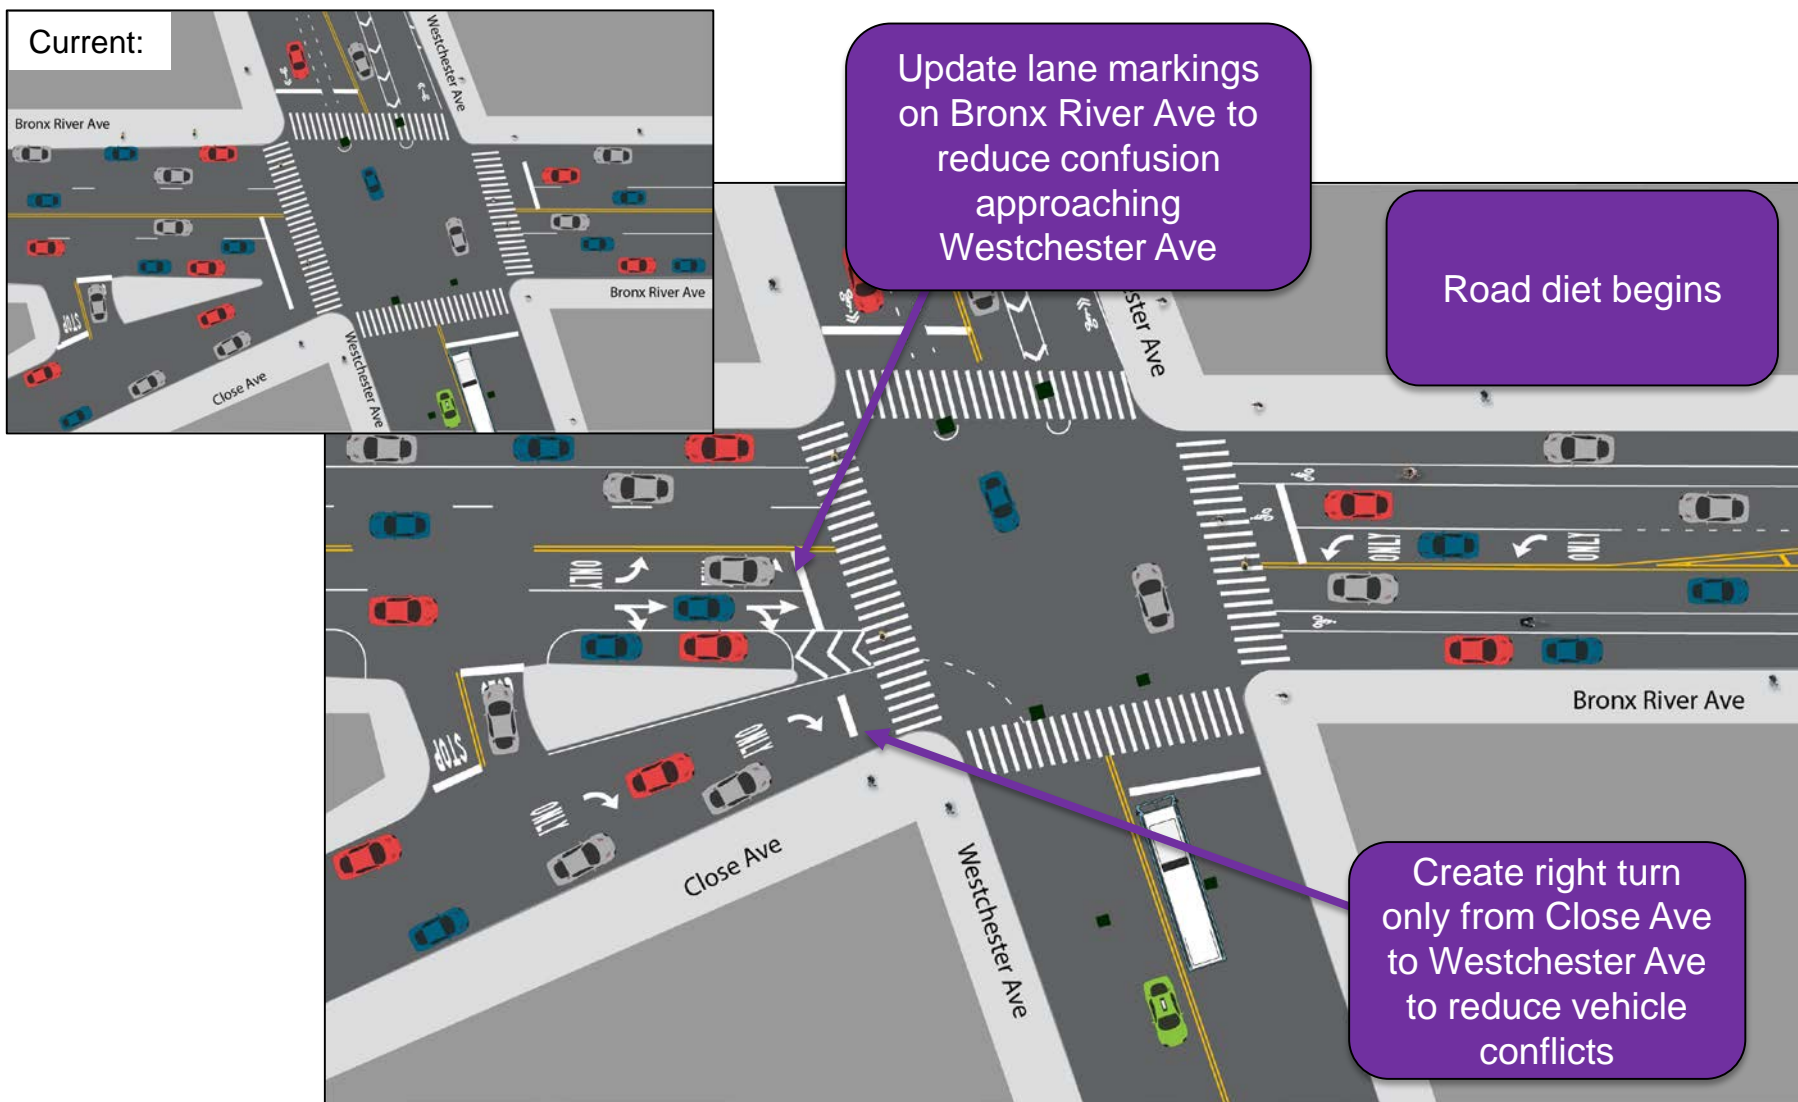 Current:
Westchester Ave
Bronx River Ave
Bronx River Ave
STOP
Close Ave
Westchester Ave
Update lane markings
on Bronx River Ave to
reduce confusion
approaching
Westchester Ave
Road diet begins
ster Ave
ONLY
ONLY
ONLY
STOP
ONLY
ONLY
Bronx River Ave
Close Ave
Westchester Ave
Create right turn
only from Close Ave
to Westchester Ave
to reduce vehicle
conflicts